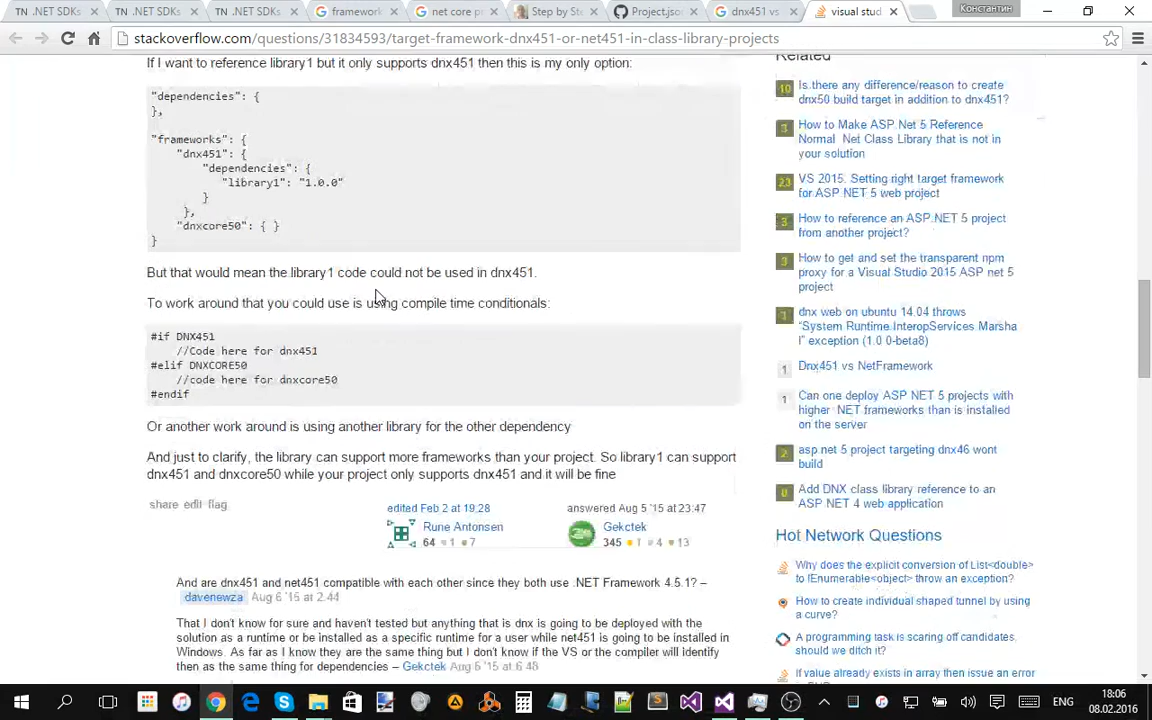 TN .NET SDKs
TN .NET SDKs
TN .NET SDKs
framework
net core p
Step by St
Project.jso
dnx451 vs
visual stud
Константин
stackoverflow.com/questions/31834593/target-framework-dnx451-or-net451-in-class-library-projects
If I want to reference library1 but it only supports dnx451 then this is my only option:
"dependencies": {
},
"frameworks": {
"dnx451": {
"dependencies": {
"library1": "1.0.0"
}
},
"dnxcore50": { }
}
But that would mean the library1 code could not be used in dnx451.
To work around that you could use is using compile time conditionals:
#if DNX451
//Code here for dnx451
#elif DNXCORE50
//code here for dnxcore50
#endif
Or another work around is using another library for the other dependency
And just to clarify, the library can support more frameworks than your project. So library1 can support
dnx451 and dnxcore50 while your project only supports dnx451 and it will be fine
share edit flag
edited Feb 2 at 19:28
Rune Antonsen
64 1 7
answered Aug 5 '15 at 23:47
Gekctek
345 1 4 13
And are dnx451 and net451 compatible with each other since they both use .NET Framework 4.5.1? –
davenewza Aug 6 '15 at 2:44
That I don't know for sure and haven't tested but anything that is dnx is going to be deployed with the
solution as a runtime or be installed as a specific runtime for a user while net451 is going to be installed in
Windows. As far as I know they are the same thing but I don't know if the VS or the compiler will identify
then as the same thing for dependencies – Gekctek Aug 6 '15 at 6:48
Related
10 Is there any difference/reason to create
dnx50 build target in addition to dnx451?
How to Make ASP.Net 5 Reference
Normal .Net Class Library that is not in
your solution
23 VS 2015. Setting right target framework
for ASP.NET 5 web project
3 How to reference an ASP.NET 5 project
from another project?
3 How to get and set the transparent npm
proxy for a Visual Studio 2015 ASP.net 5
project
1 dnx web on ubuntu 14.04 throws
"System.Runtime.InteropServices.Marsha
l" exception (1.0.0-beta8)
1 Dnx451 vs NetFramework
1 Can one deploy ASP.NET 5 projects with
higher .NET frameworks than is installed
on the server
2 asp net 5 project targeting dnx46 wont
build
0 Add DNX class library reference to an
ASP.NET 4 web application
Hot Network Questions
Why does the explicit conversion of List<double>
to IEnumerable<object> throw an exception?
How to create individual shaped tunnel by using
a curve?
A programming task is scaring off candidates,
should we ditch it?
If value already exists in array then issue an error
ENG
18:06
08.02.2016